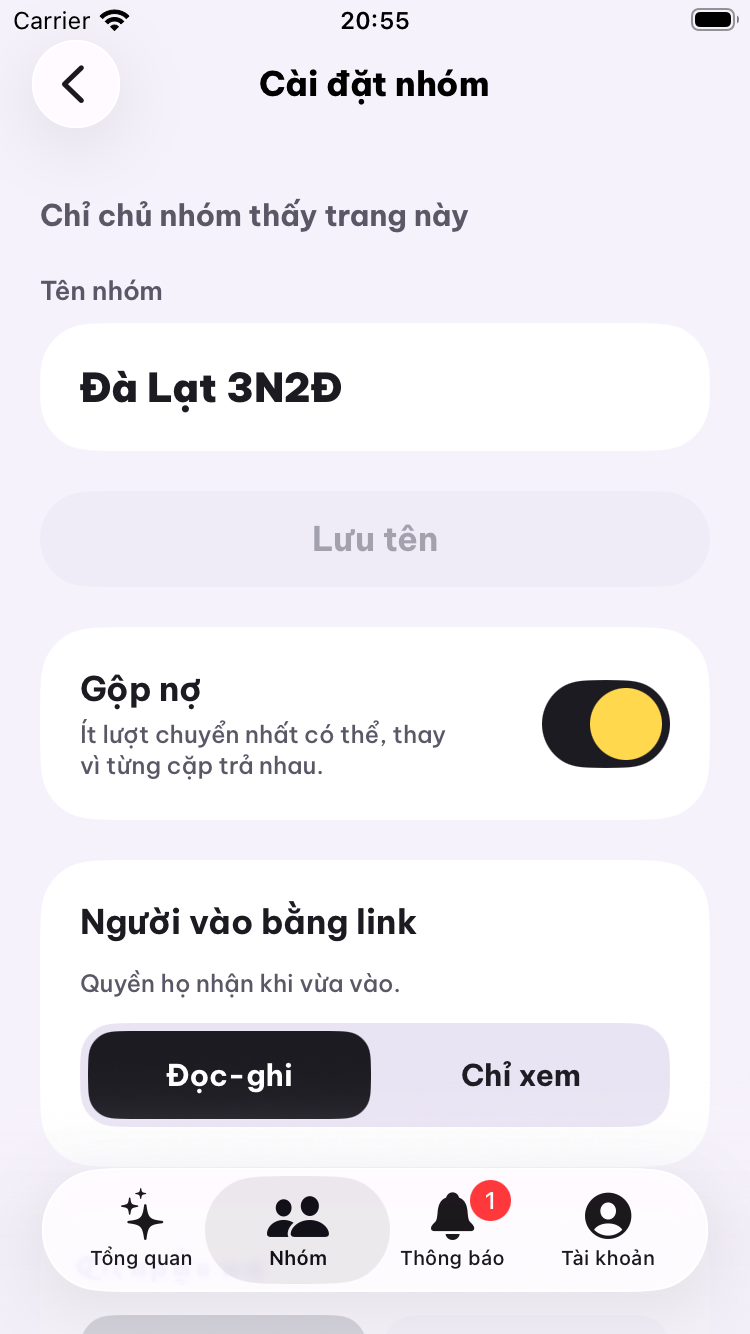 Carrier
20:55
Cài đặt nhóm
Chỉ chủ nhóm thấy trang này
Tên nhóm
Đà Lạt 3N2Đ
Lưu tên
Gộp nợ
Ít lượt chuyển nhất có thể, thay
vì từng cặp trả nhau.
Người vào bằng link
Quyền họ nhận khi vừa vào.
Đọc-ghi
Chỉ xem
1
Tổng quan
Nhóm
Thông báo
Tài khoản